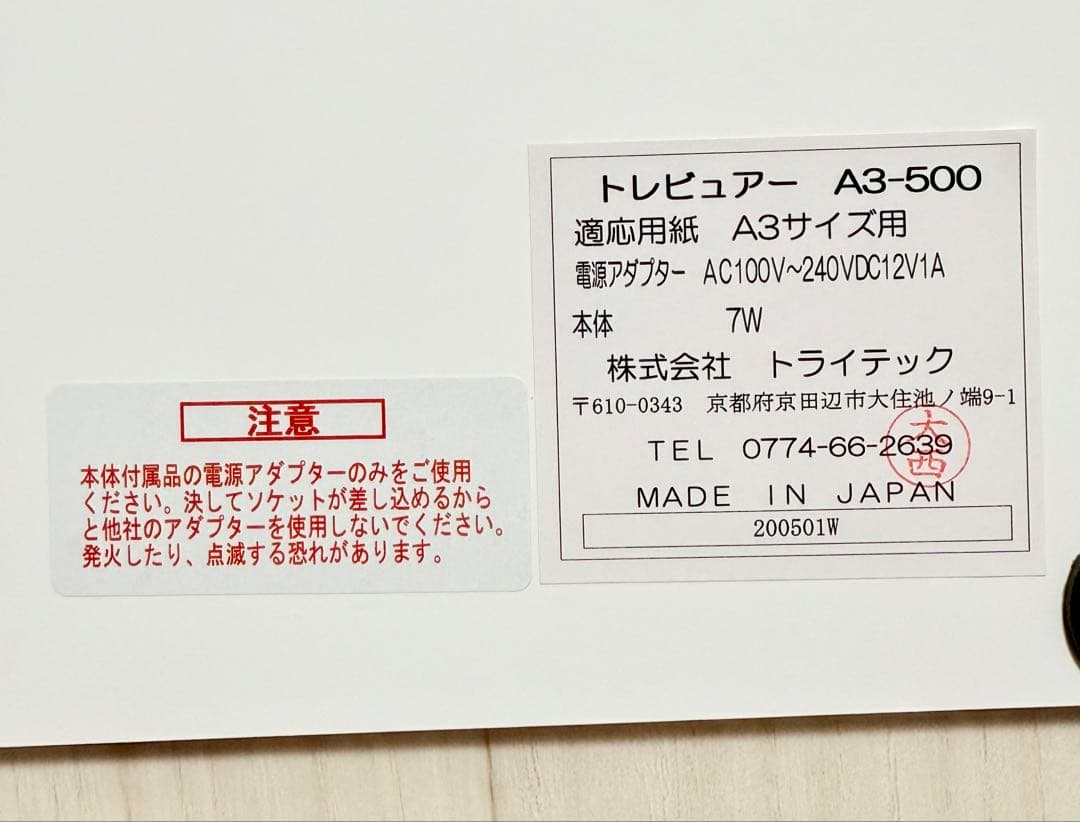 注意
本体付属品の電源アダプターのみをご使用
ください。決してソケットが差し込めるから
と他社のアダプターを使用しないでください。
発火したり、点滅する恐れがあります。
トレビュアー A3-500
適応用紙 A3サイズ用
電源アダプター AC100V~240VDC12V1A
本体 7W
株式会社 トライテック
〒610-0343 京都府京田辺市大住池ノ端9-1
TEL 0774-66-2639
大西
MADE IN JAPAN
200501W